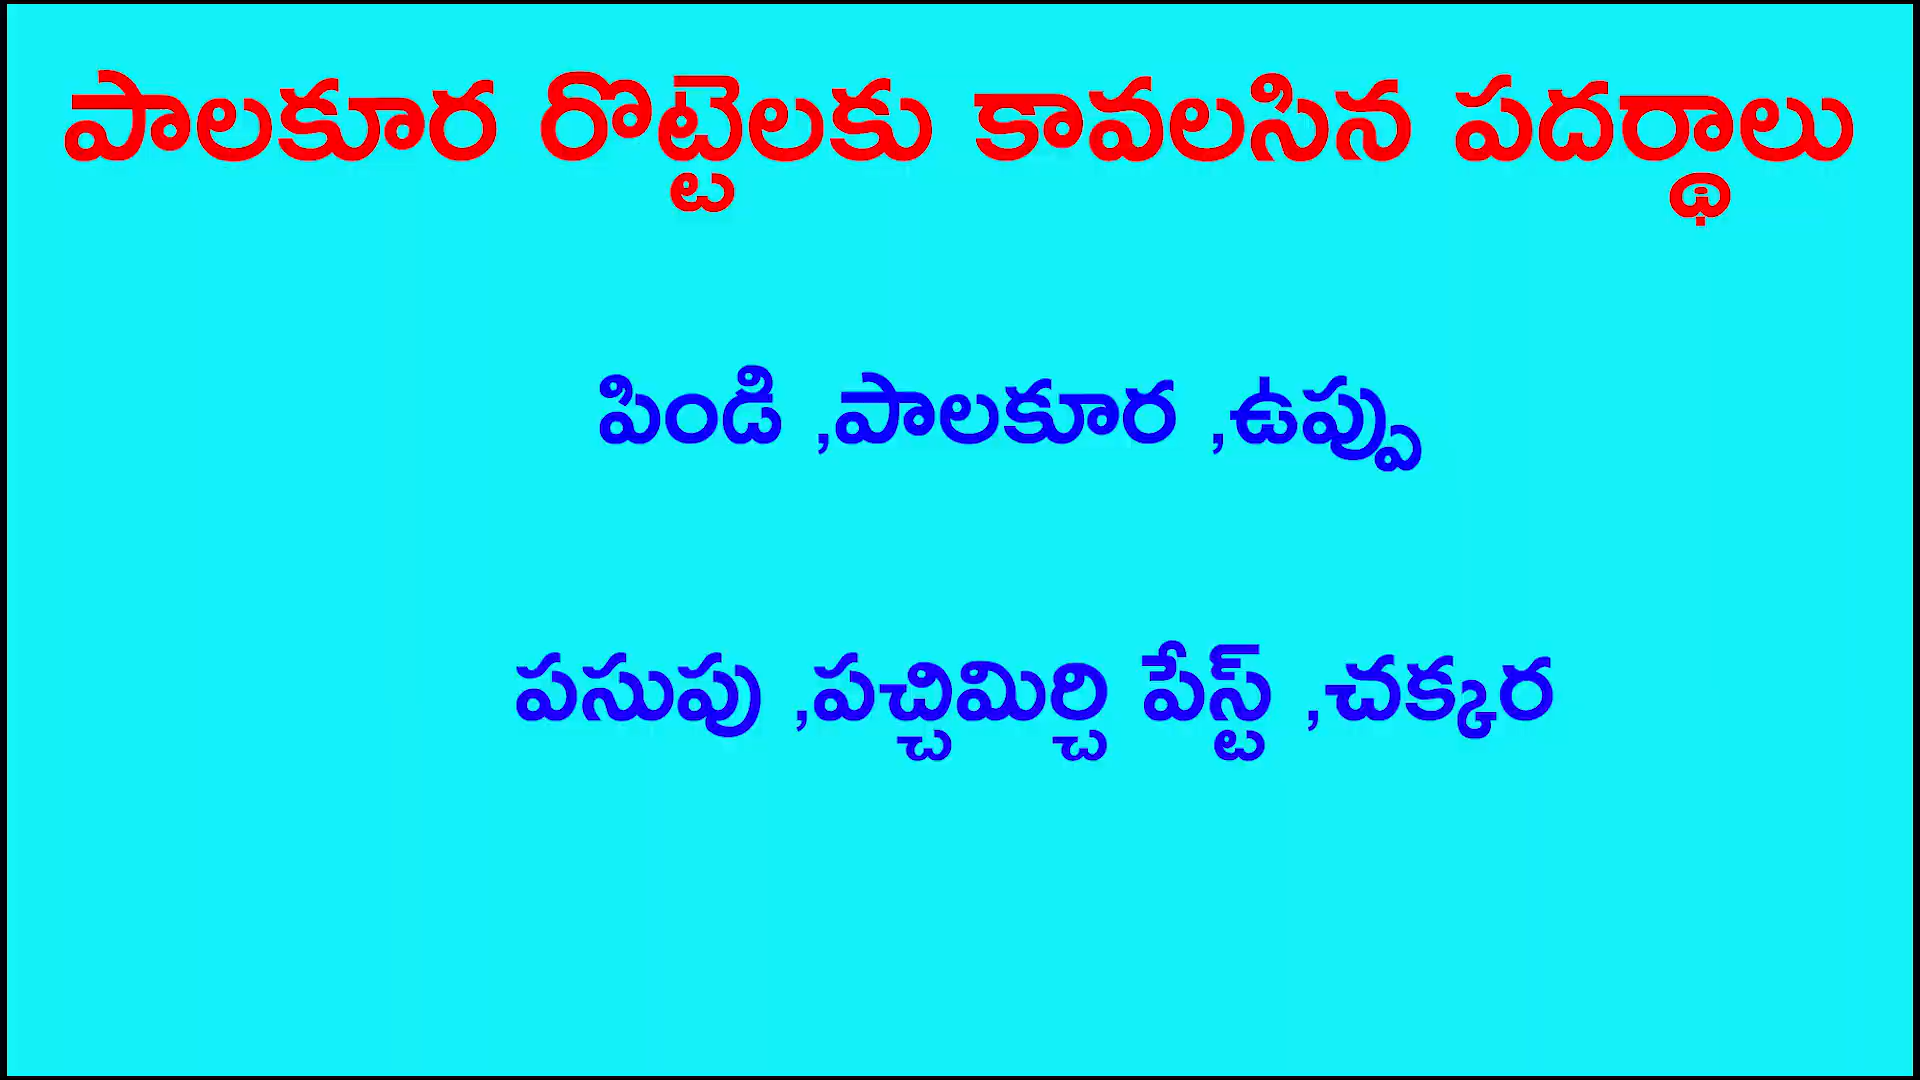 పాలకూర రొట్టెలకు కావలసిన పదర్థాలు
పిండి ,పాలకూర ,ఉప్పు
పసుపు ,పచ్చిమిర్చి పేస్ట్ ,చక్కర